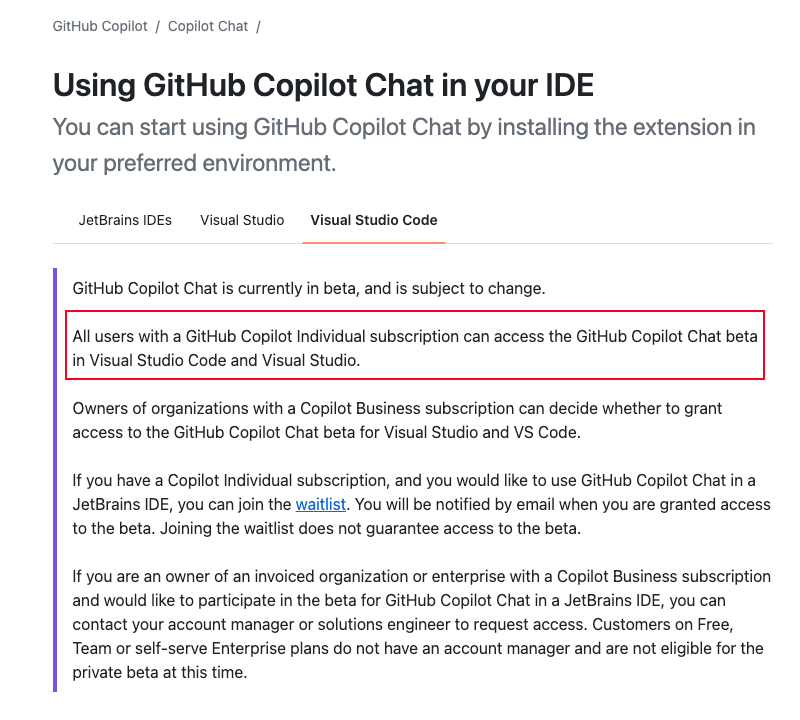 GitHub Copilot / Copilot Chat /
Using GitHub Copilot Chat in your IDE
You can start using GitHub Copilot Chat by installing the extension in
your preferred environment.
JetBrains IDEs Visual Studio Visual Studio Code
GitHub Copilot Chat is currently in beta, and is subject to change.
All users with a GitHub Copilot Individual subscription can access the GitHub Copilot Chat beta
in Visual Studio Code and Visual Studio.
Owners of organizations with a Copilot Business subscription can decide whether to grant
access to the GitHub Copilot Chat beta for Visual Studio and VS Code.
If you have a Copilot Individual subscription, and you would like to use GitHub Copilot Chat in a
JetBrains IDE, you can join the waitlist. You will be notified by email when you are granted access
to the beta. Joining the waitlist does not guarantee access to the beta.
If you are an owner of an invoiced organization or enterprise with a Copilot Business subscription
and would like to participate in the beta for GitHub Copilot Chat in a JetBrains IDE, you can
contact your account manager or solutions engineer to request access. Customers on Free,
Team or self-serve Enterprise plans do not have an account manager and are not eligible for the
private beta at this time.